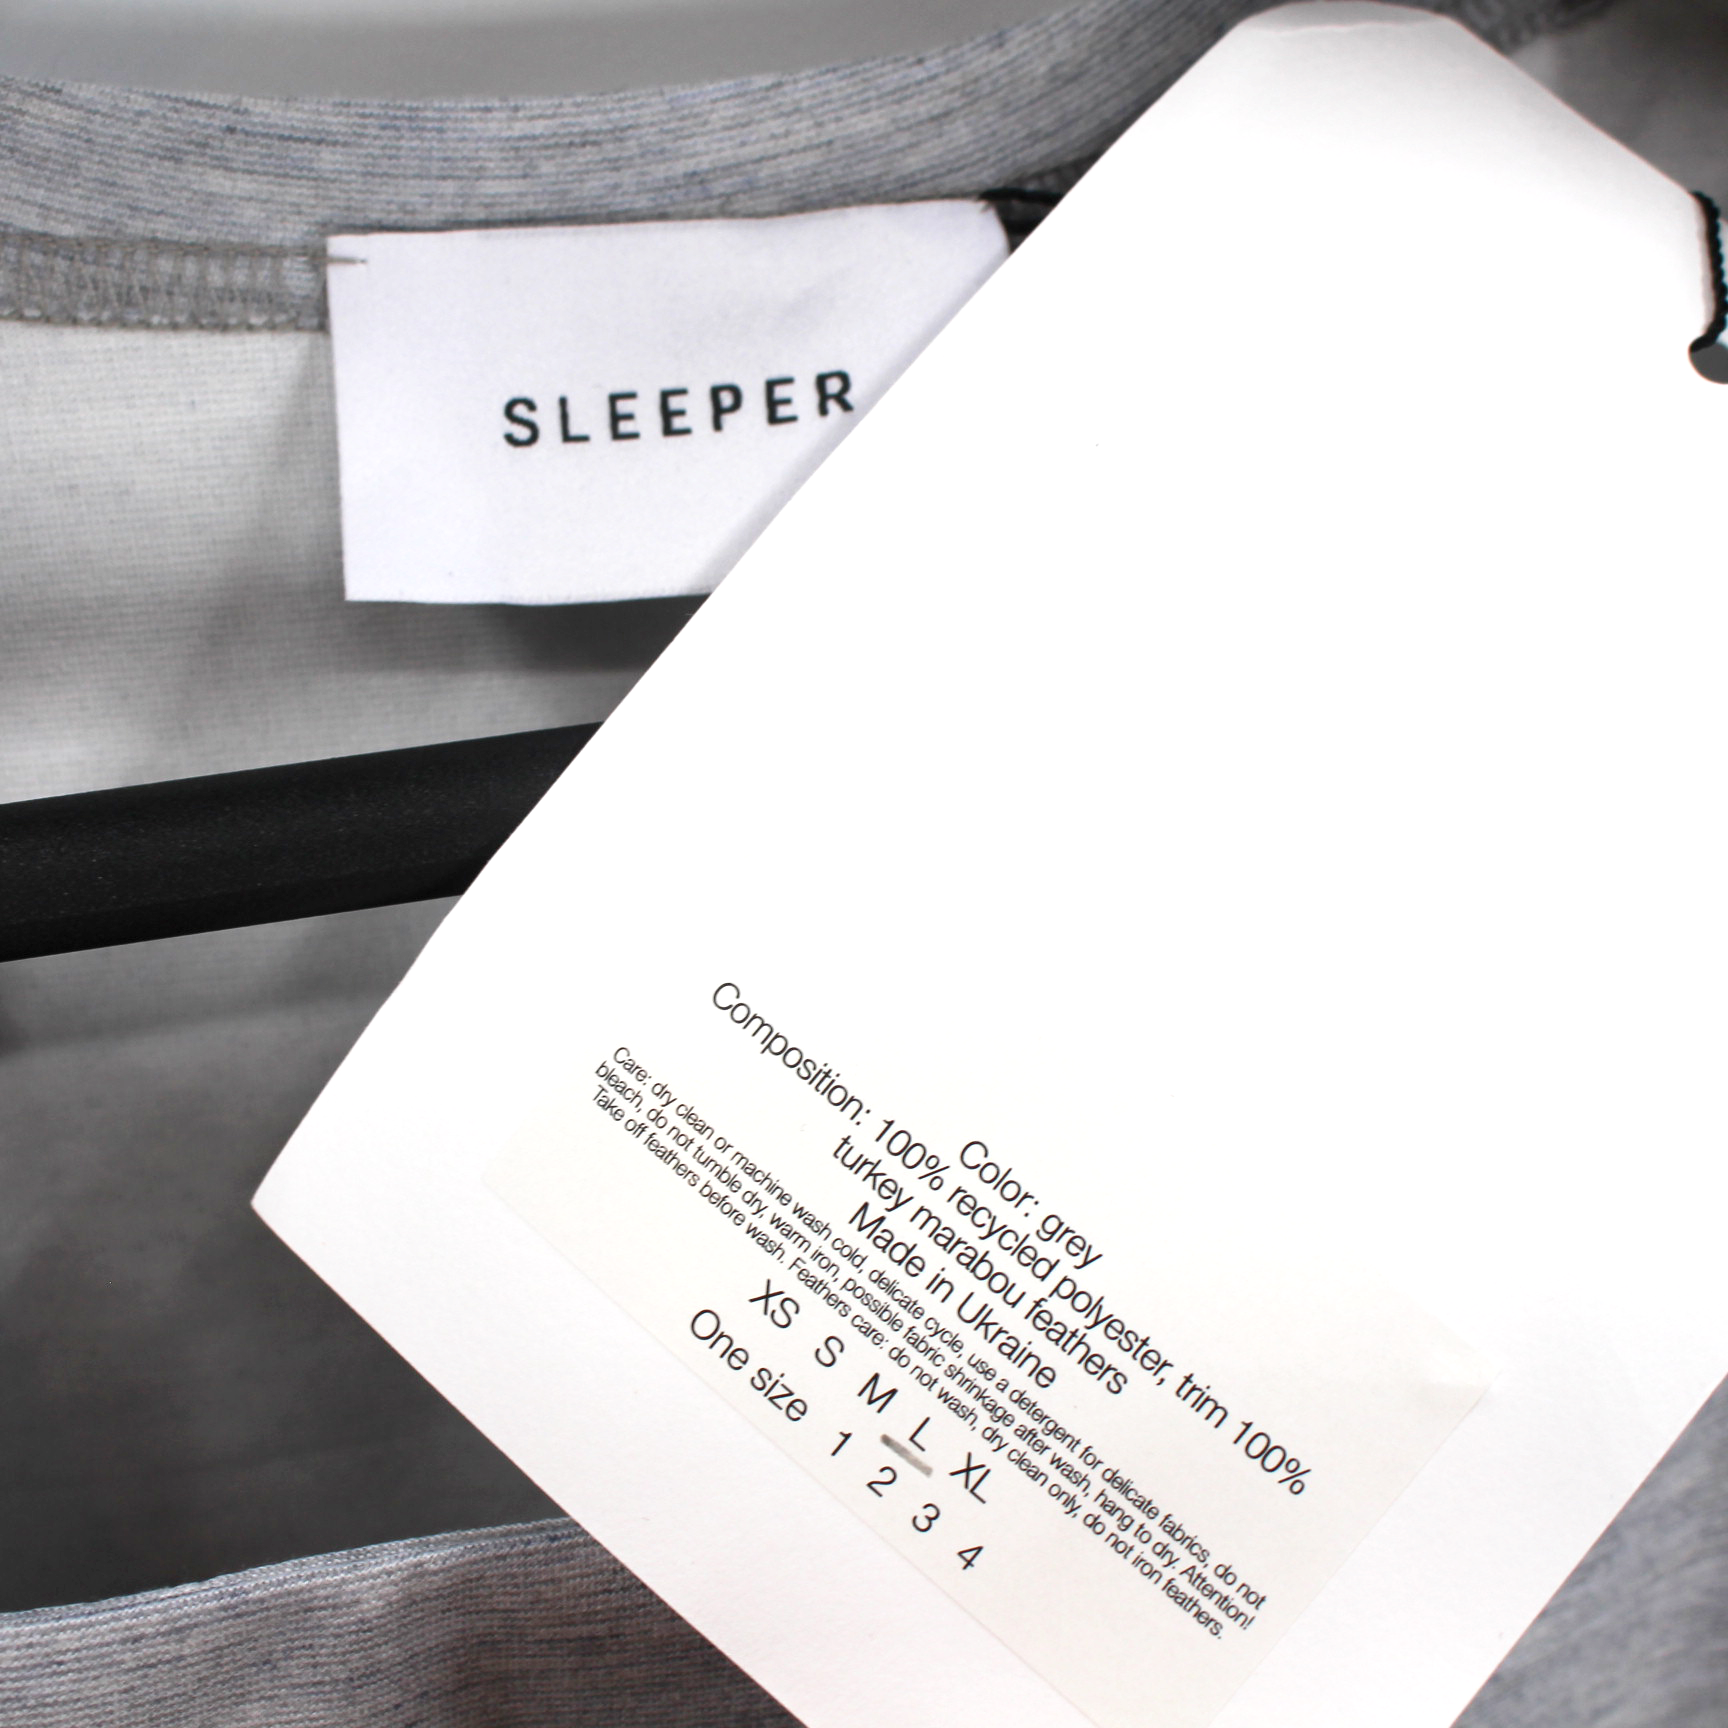 SLEEPER
Color: grey
Composition: 100% recycled polyester, trim 100%
turkey marabou feathers
Made in Ukraine
Care: dry clean or machine wash cold, delicate cycle, use a detergent for delicate fabrics, do not
bleach, do not tumble dry, warm iron, possible fabric shrinkage after wash, hang to dry. Attention!
Take off feathers before wash. Feathers care: do not wash, dry clean only, do not iron feathers.
XS S M L XL
One size 1 2 3 4